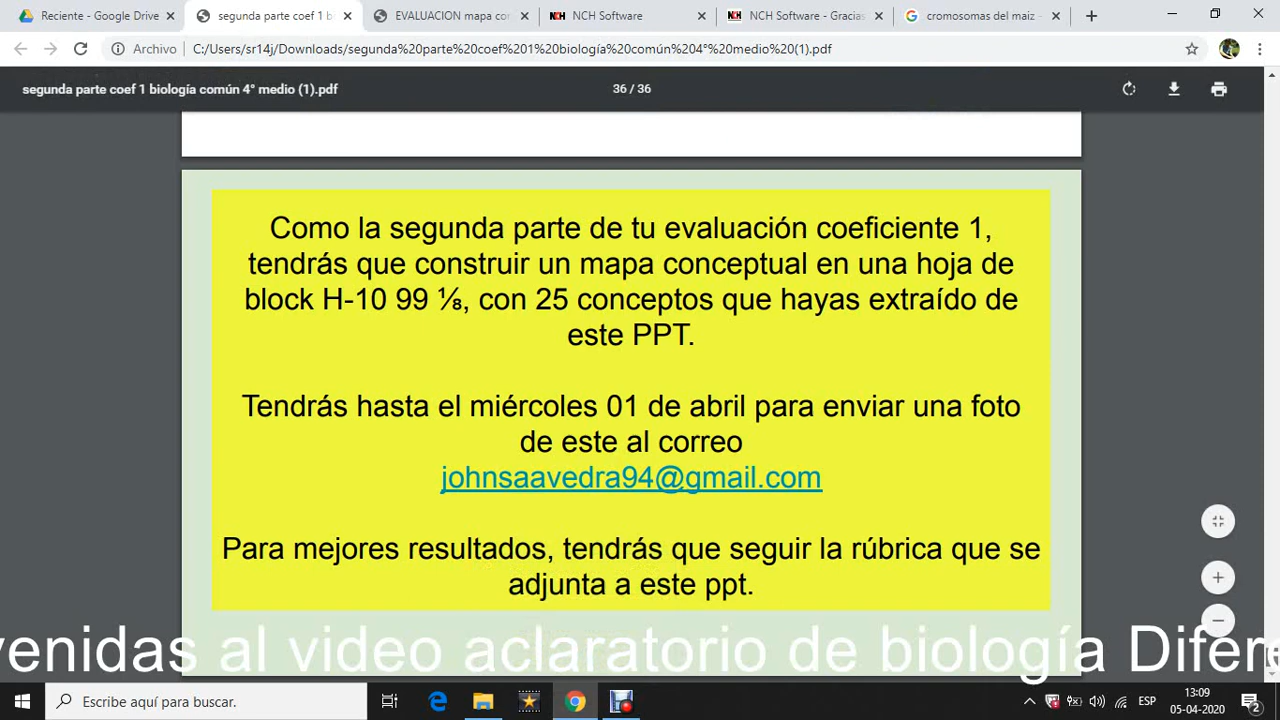 Reciente - Google Drive
segunda parte coef 1 b
EVALUACION mapa con
NCH NCH Software
NCH NCH Software - Gracias
cromosomas del maiz -
Archivo C:/Users/sr14j/Downloads/segunda%20parte%20coef%201%20biología%20común%204°%20medio%20(1).pdf
segunda parte coef 1 biología común 4° medio (1).pdf
36 / 36
Como la segunda parte de tu evaluación coeficiente 1,
tendrás que construir un mapa conceptual en una hoja de
block H-10 99 ⅛, con 25 conceptos que hayas extraído de
este PPT.
Tendrás hasta el miércoles 01 de abril para enviar una foto
de este al correo
johnsaavedra94@gmail.com
Para mejores resultados, tendrás que seguir la rúbrica que se
adjunta a este ppt.
venidas al video aclaratorio de biología Difere
Escribe aquí para buscar.
ESP
13:09
05-04-2020
2